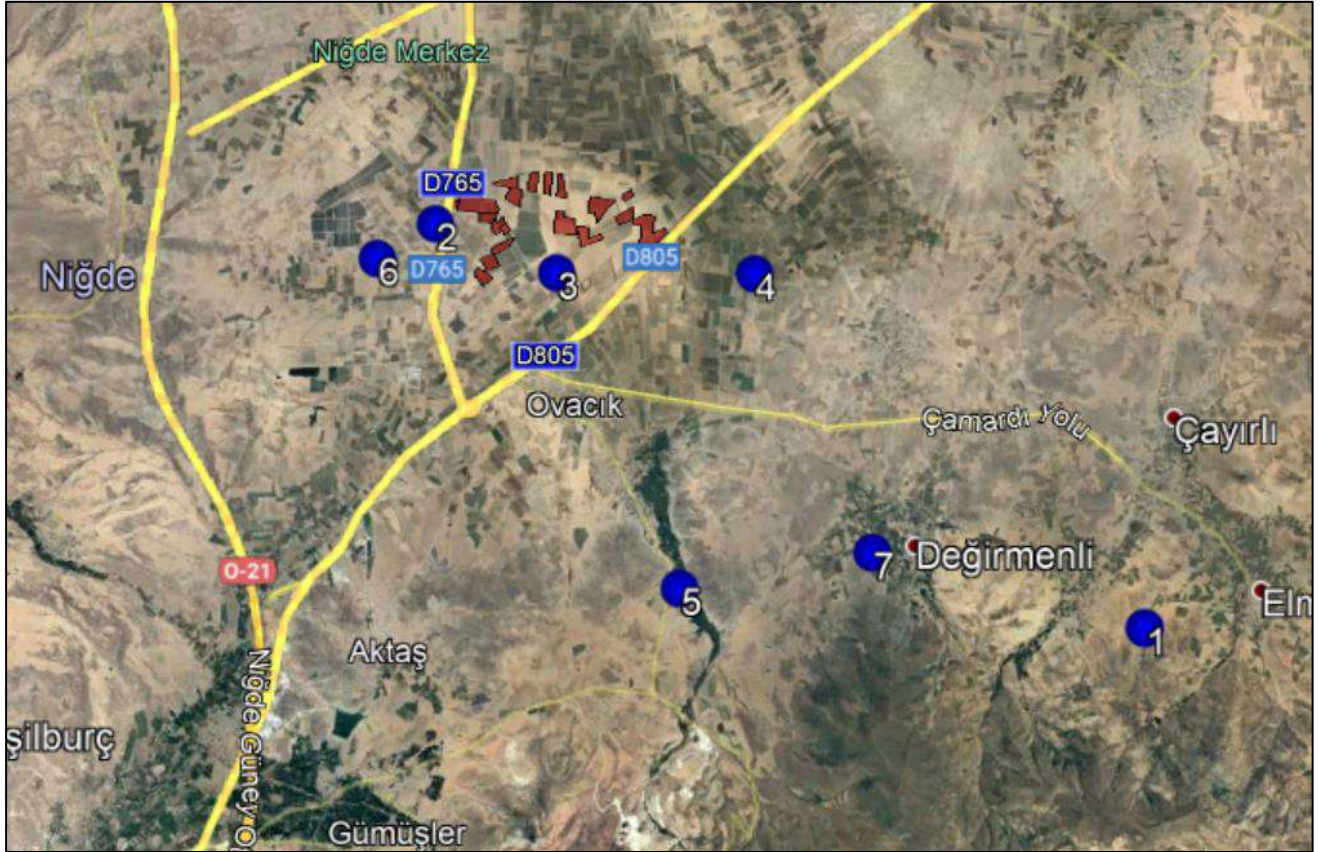 Niğde Merkez
D765
2
6
D765
D805
3
4
Niğde
D805
Ovacık
Çamardı Yolu
Çayırlı
O-21
7
Değirmenli
5
Eln
1
Aktaş
Niğde Güney O
şilburç
Gümüşler